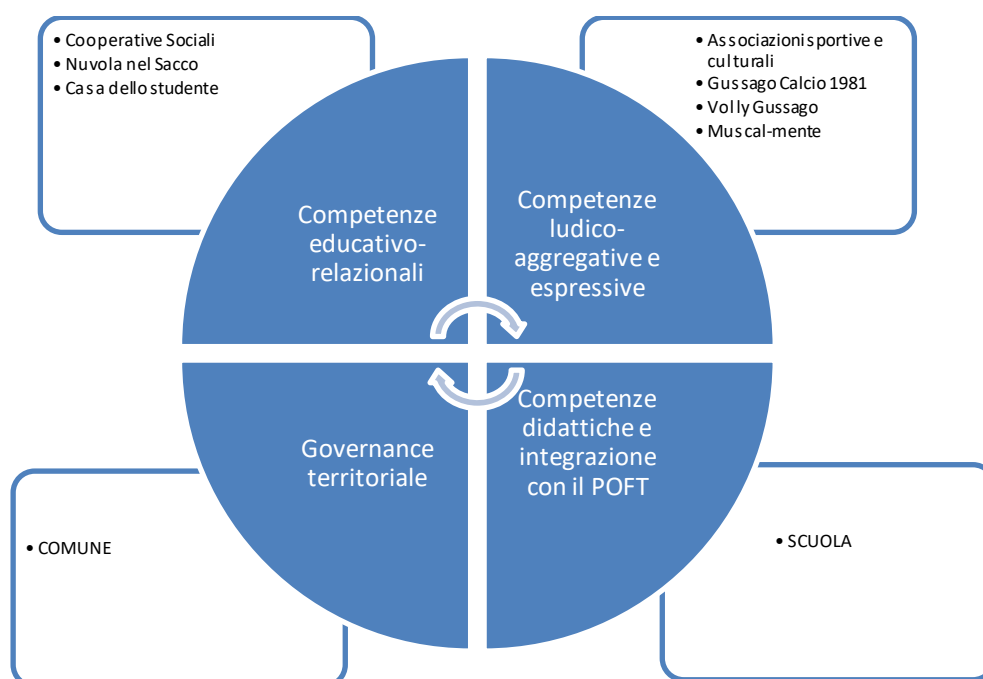 • Cooperative Sociali
• Nuvola nel Sacco
• Casa dello studente
• Associazioni sportive e
culturali
• Gussago Calcio 1981
• Volly Gussago
• Muscal-mente
Competenze
educativo-
relazionali
Competenze
ludico-
aggregative e
espressive
Governance
territoriale
Competenze
didattiche e
integrazione
con il POFT
• COMUNE
• SCUOLA